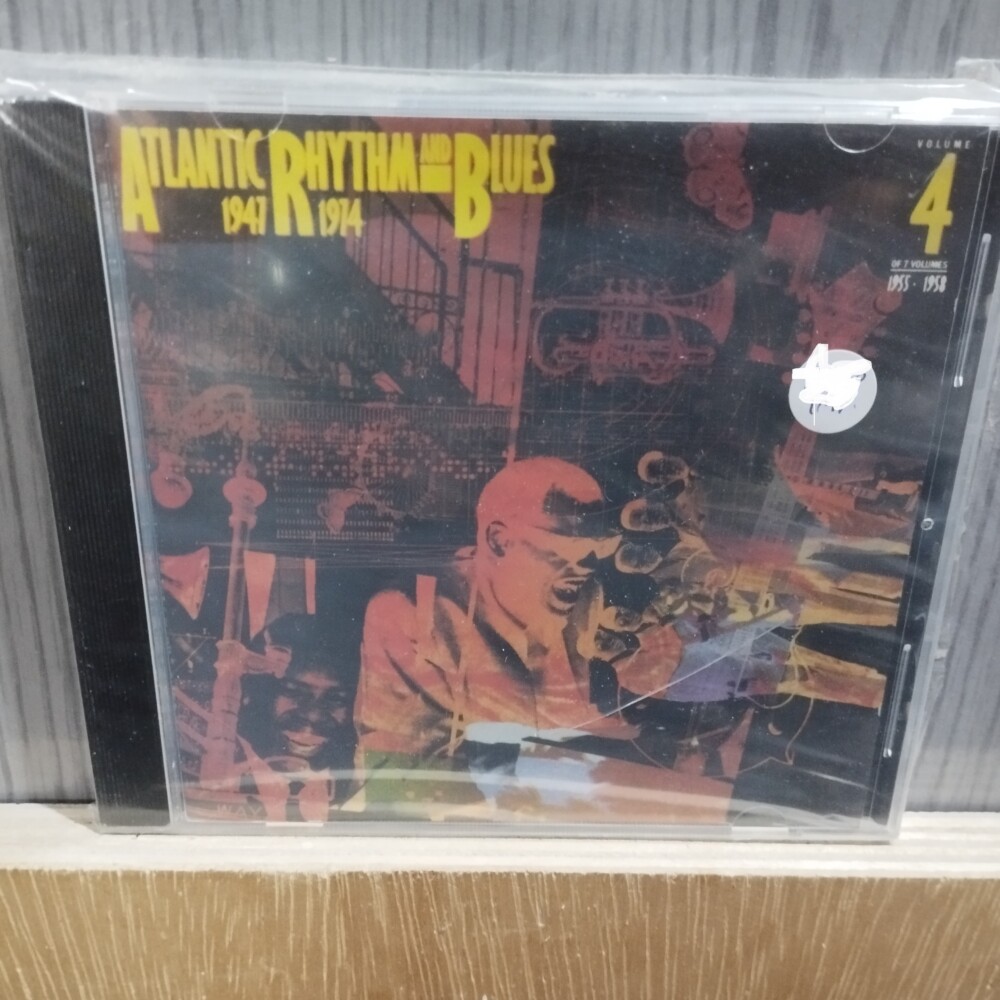 ATLANTIC RHYTHM AND BLUES
1947 1974
VOLUME
4
OF 7 VOLUMES
1955 · 1958